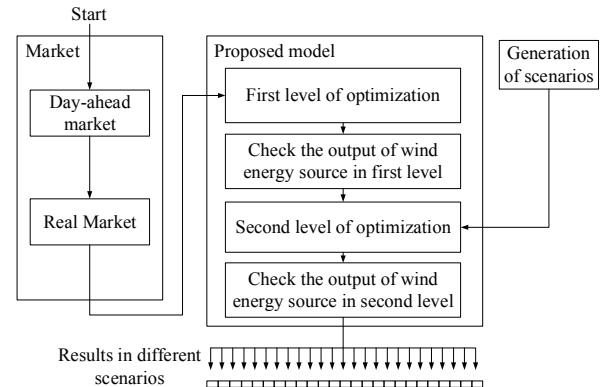 Start
Market
Day-ahead
market
Real Market
Proposed model
First level of optimization
Check the output of wind
energy source in first level
Second level of optimization
Check the output of wind
energy source in second level
Generation
of scenarios
Results in different
scenarios